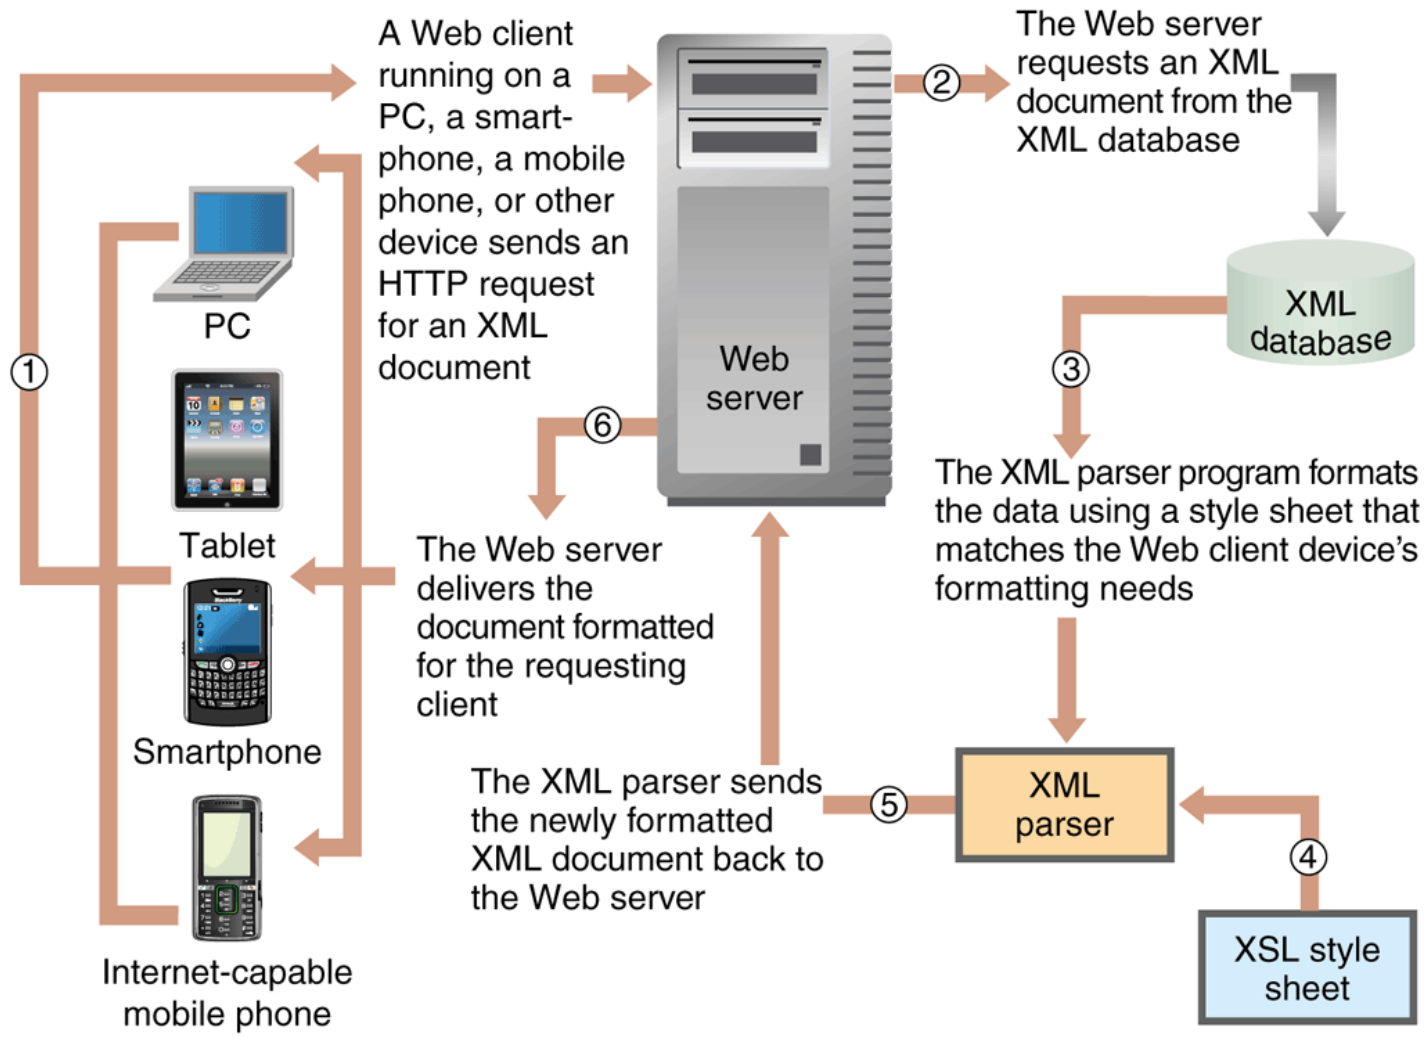 A Web client
running on a
PC, a smart-
phone, a mobile
phone, or other
device sends an
HTTP request
for an XML
document
2
The Web server
requests an XML
document from the
XML database
1
PC
Web
server
XML
database
3
6
The XML parser program formats
the data using a style sheet that
matches the Web client device's
formatting needs
Tablet
The Web server
delivers the
document formatted
for the requesting
client
BlackBerry
Smartphone
The XML parser sends
the newly formatted
XML document back to
the Web server
5
XML
parser
4
XSL style
sheet
Internet-capable
mobile phone